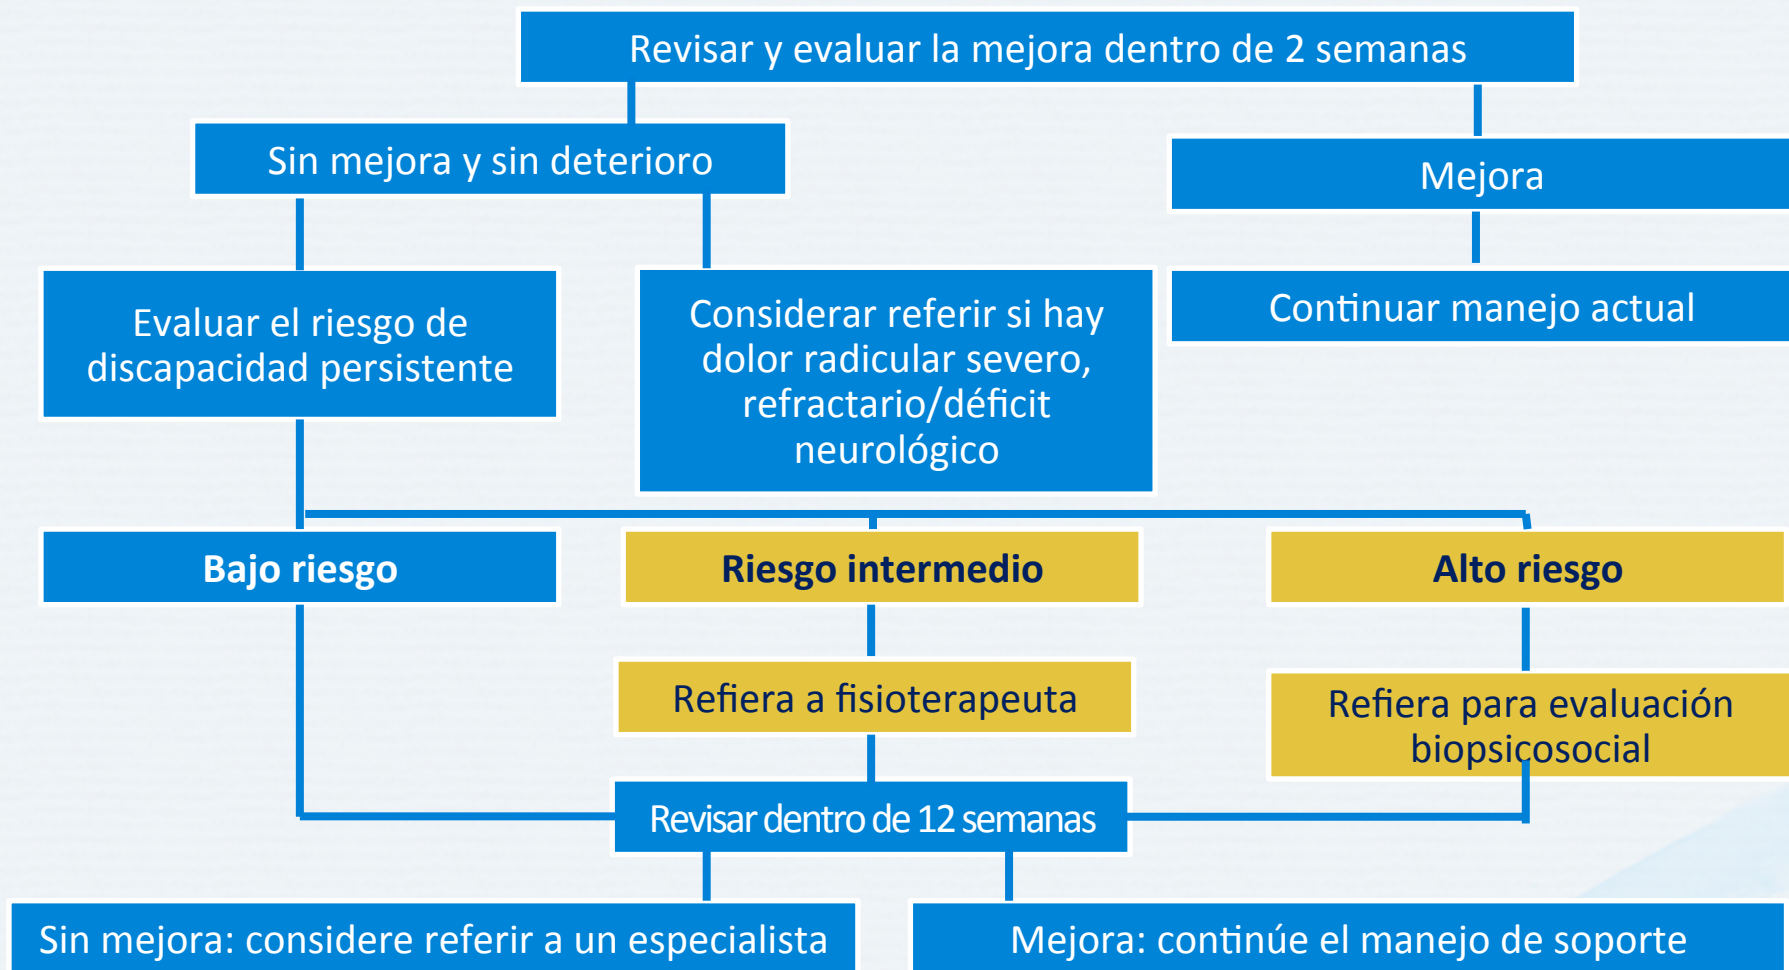 Revisar y evaluar la mejora dentro de 2 semanas
Sin mejora y sin deterioro
Mejora
Evaluar el riesgo de
discapacidad persistente
Considerar referir si hay
dolor radicular severo,
refractario/déficit
neurológico
Continuar manejo actual
Bajo riesgo
Riesgo intermedio
Alto riesgo
Refiera a fisioterapeuta
Refiera para evaluación
biopsicosocial
Revisar dentro de 12 semanas
Sin mejora: considere referir a un especialista
Mejora: continúe el manejo de soporte